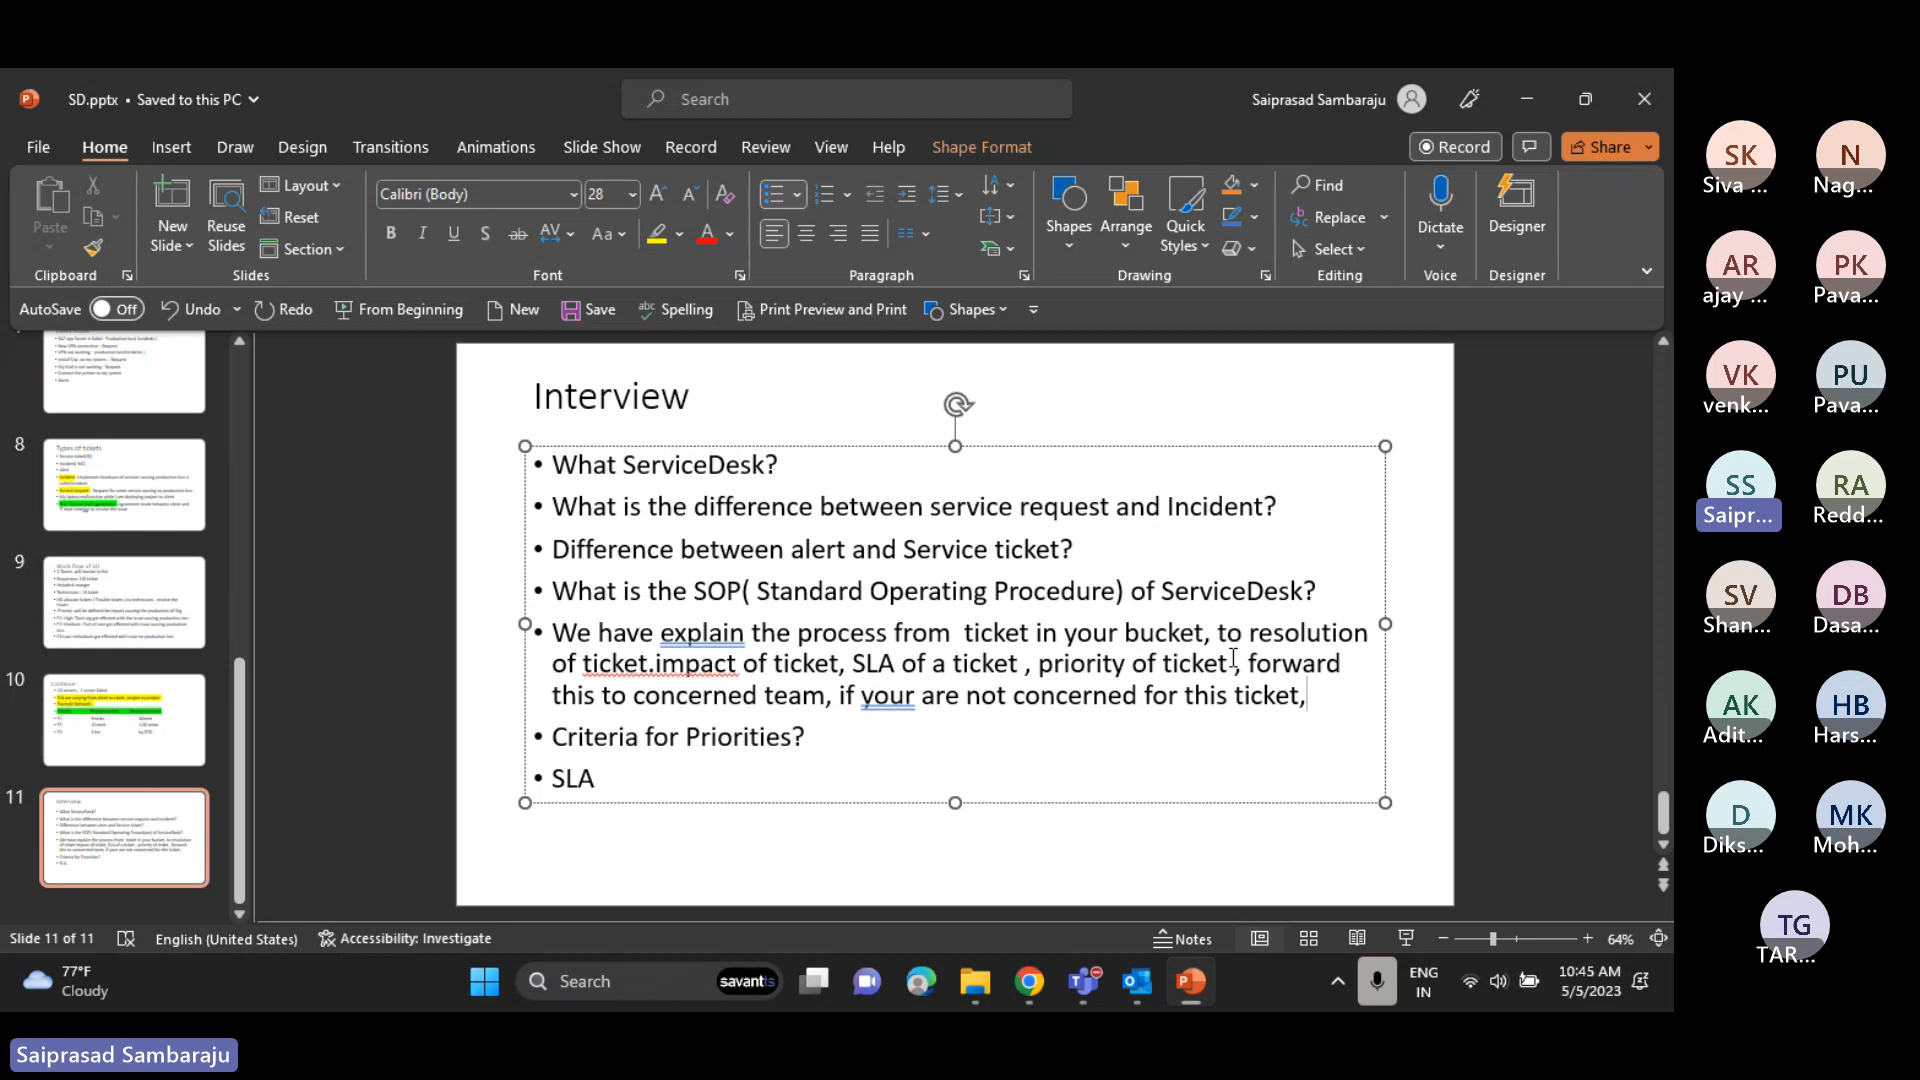 SD.pptx • Saved to this PC
Search
Saiprasad Sambaraju
File Home Insert Draw Design Transitions Animations Slide Show Record Review View Help Shape Format
Record
Share
Paste
New Slide
Reuse Slides
Layout
Reset
Section
Calibri (Body) 28
Shapes
Arrange
Quick Styles
Find
Replace
Select
Dictate
Designer
Clipboard Slides Font Paragraph Drawing Editing Voice Designer
AutoSave Off Undo Redo From Beginning New Save Spelling Print Preview and Print Shapes
8
Types of tickets
9
10
11
Interview
Interview
• What ServiceDesk?
• What is the difference between service request and Incident?
• Difference between alert and Service ticket?
• What is the SOP( Standard Operating Procedure) of ServiceDesk?
• We have explain the process from  ticket in your bucket, to resolution
of ticket.impact of ticket, SLA of a ticket , priority of ticket , forward
this to concerned team, if your are not concerned for this ticket,
• Criteria for Priorities?
• SLA
Slide 11 of 11 English (United States) Accessibility: Investigate Notes 64%
77°F
Cloudy
Search savantis
ENG
IN
10:45 AM
5/5/2023
SK
Siva ...
N
Nag...
AR
ajay ...
PK
Pava...
VK
venk...
PU
Pava...
SS
Saipr...
RA
Redd...
SV
Shan...
DB
Dasa...
AK
Adit...
HB
Hars...
D
Diks...
MK
Moh...
TG
TAR...
Saiprasad Sambaraju